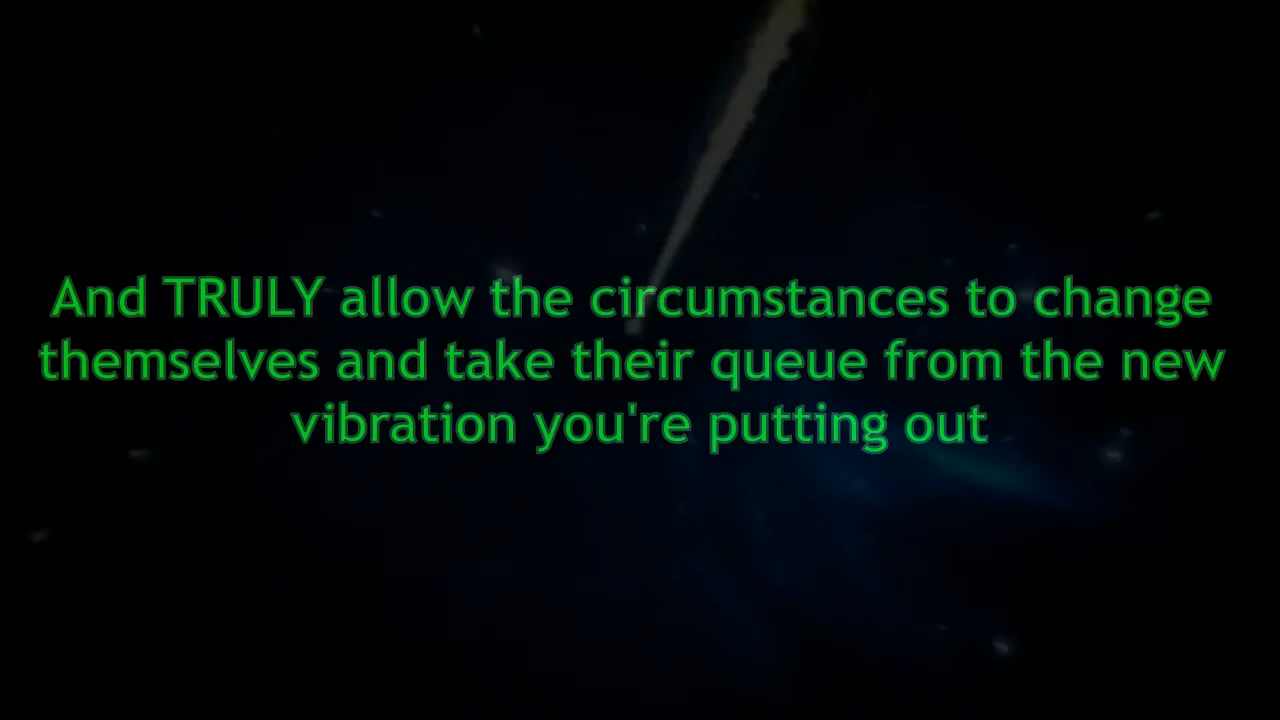 And TRULY allow the circumstances to change
themselves and take their queue from the new
vibration you're putting out